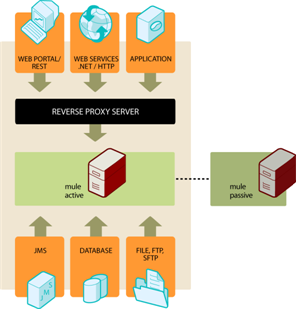 WEB PORTAL/
REST
WEB SERVICES
.NET / HTTP
APPLICATION
REVERSE PROXY SERVER
mule
active
mule
passive
JMS
DATABASE
FILE, FTP,
SFTP
S
M
J